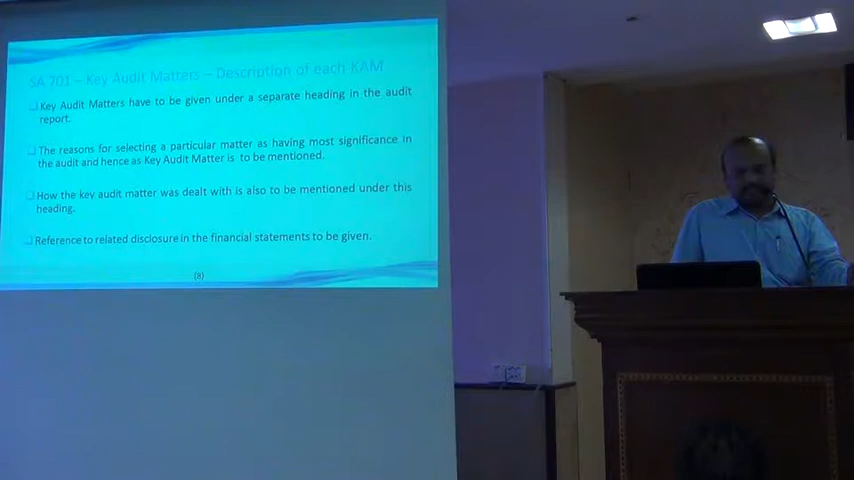 SA 701 – Key Audit Matters – Description of each KAM
Key Audit Matters have to be given under a separate heading in the audit
report.
The reasons for selecting a particular matter as having most significance in
the audit and hence as Key Audit Matter is to be mentioned.
How the key audit matter was dealt with is also to be mentioned under this
heading.
Reference to related disclosure in the financial statements to be given.
(8)